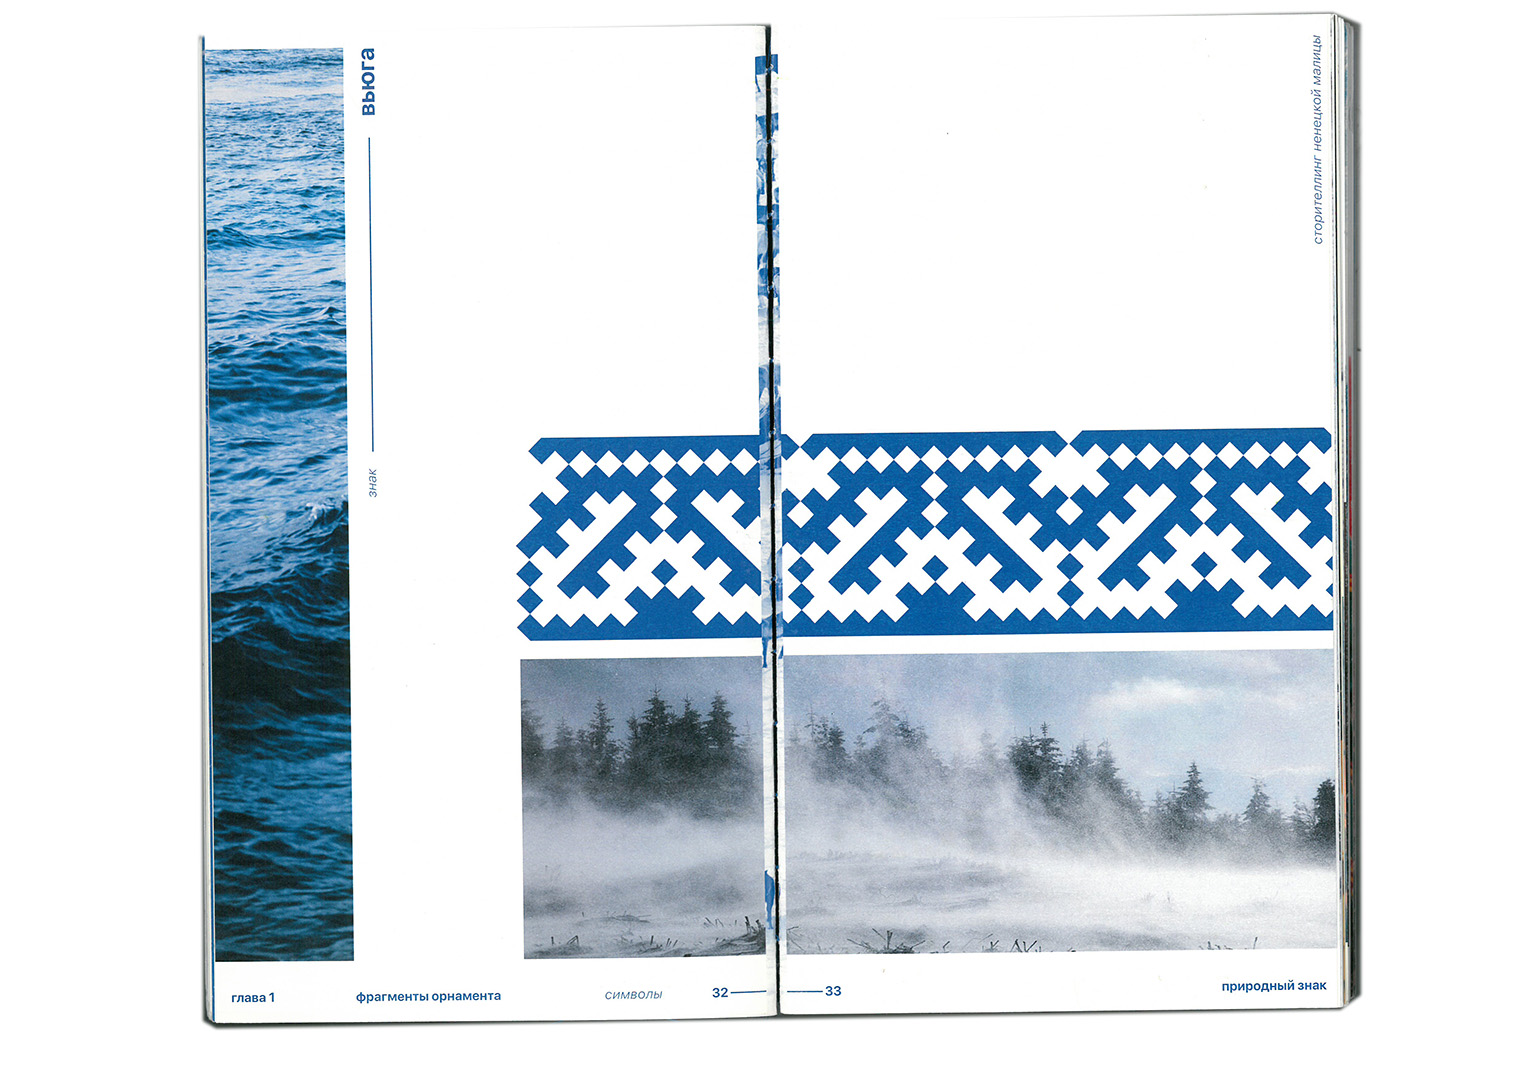 вьюга
знак
сторителлинг ненецкой малицы
глава 1
фрагменты орнамента
символы
32
33
природный знак